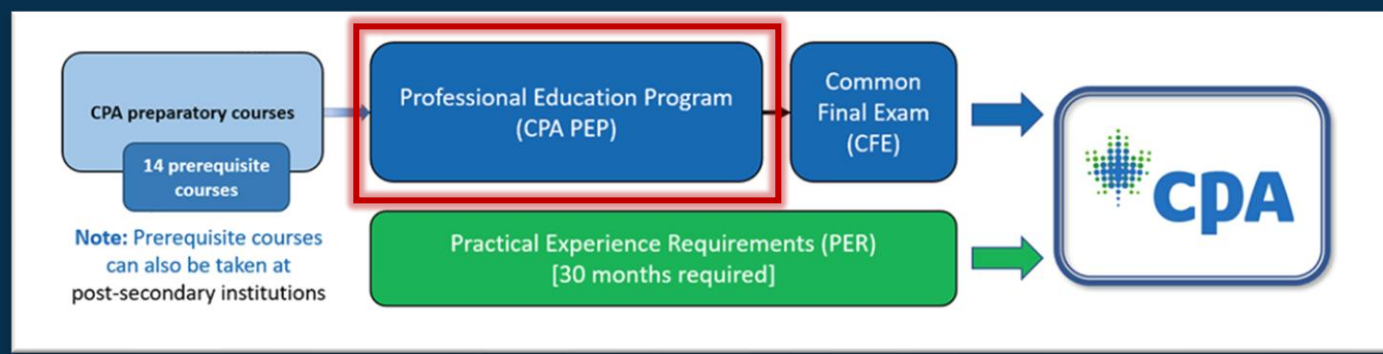 CPA preparatory courses
14 prerequisite
courses
Note: Prerequisite courses
can also be taken at
post-secondary institutions
Professional Education Program
(CPA PEP)
Common
Final Exam
(CFE)
Practical Experience Requirements (PER)
[30 months required]
cpa